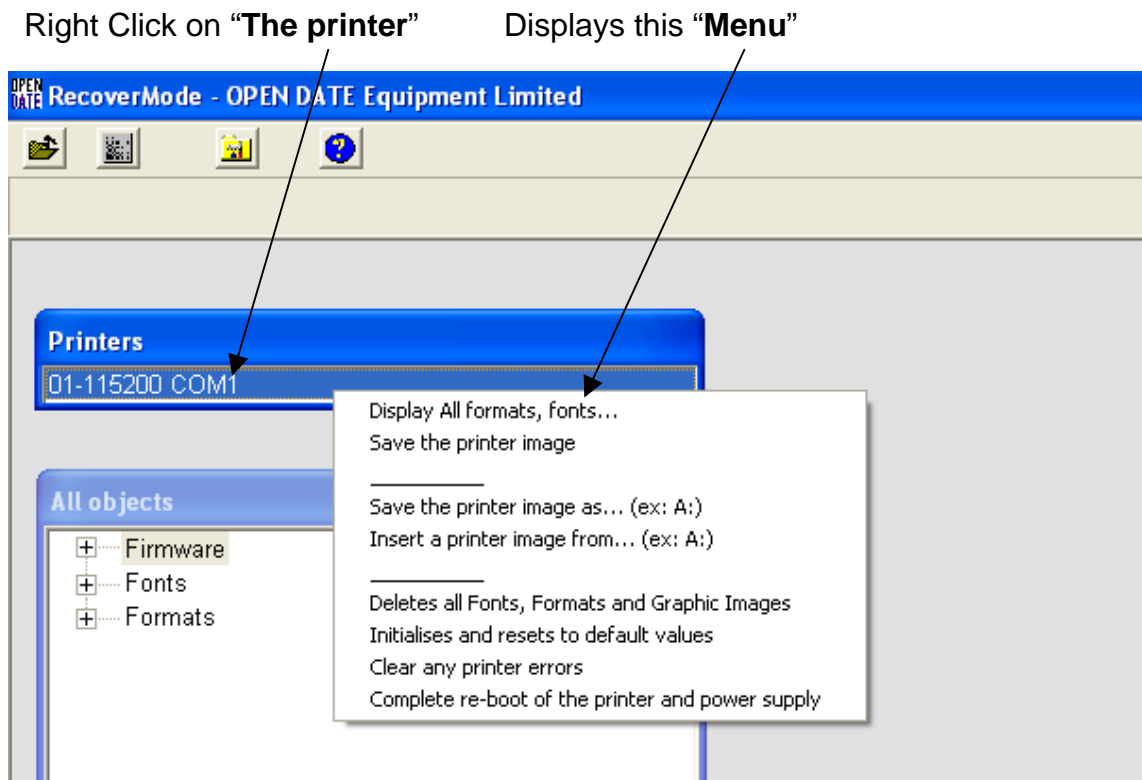 Right Click on “The printer” Displays this “Menu”
OPEN DATE RecoverMode - OPEN DATE Equipment Limited
?
Printers
01-115200 COM1
Display All formats, fonts...
Save the printer image
Save the printer image as... (ex: A:)
Insert a printer image from... (ex: A:)
Deletes all Fonts, Formats and Graphic Images
Initialises and resets to default values
Clear any printer errors
Complete re-boot of the printer and power supply
All objects
Firmware
Fonts
Formats